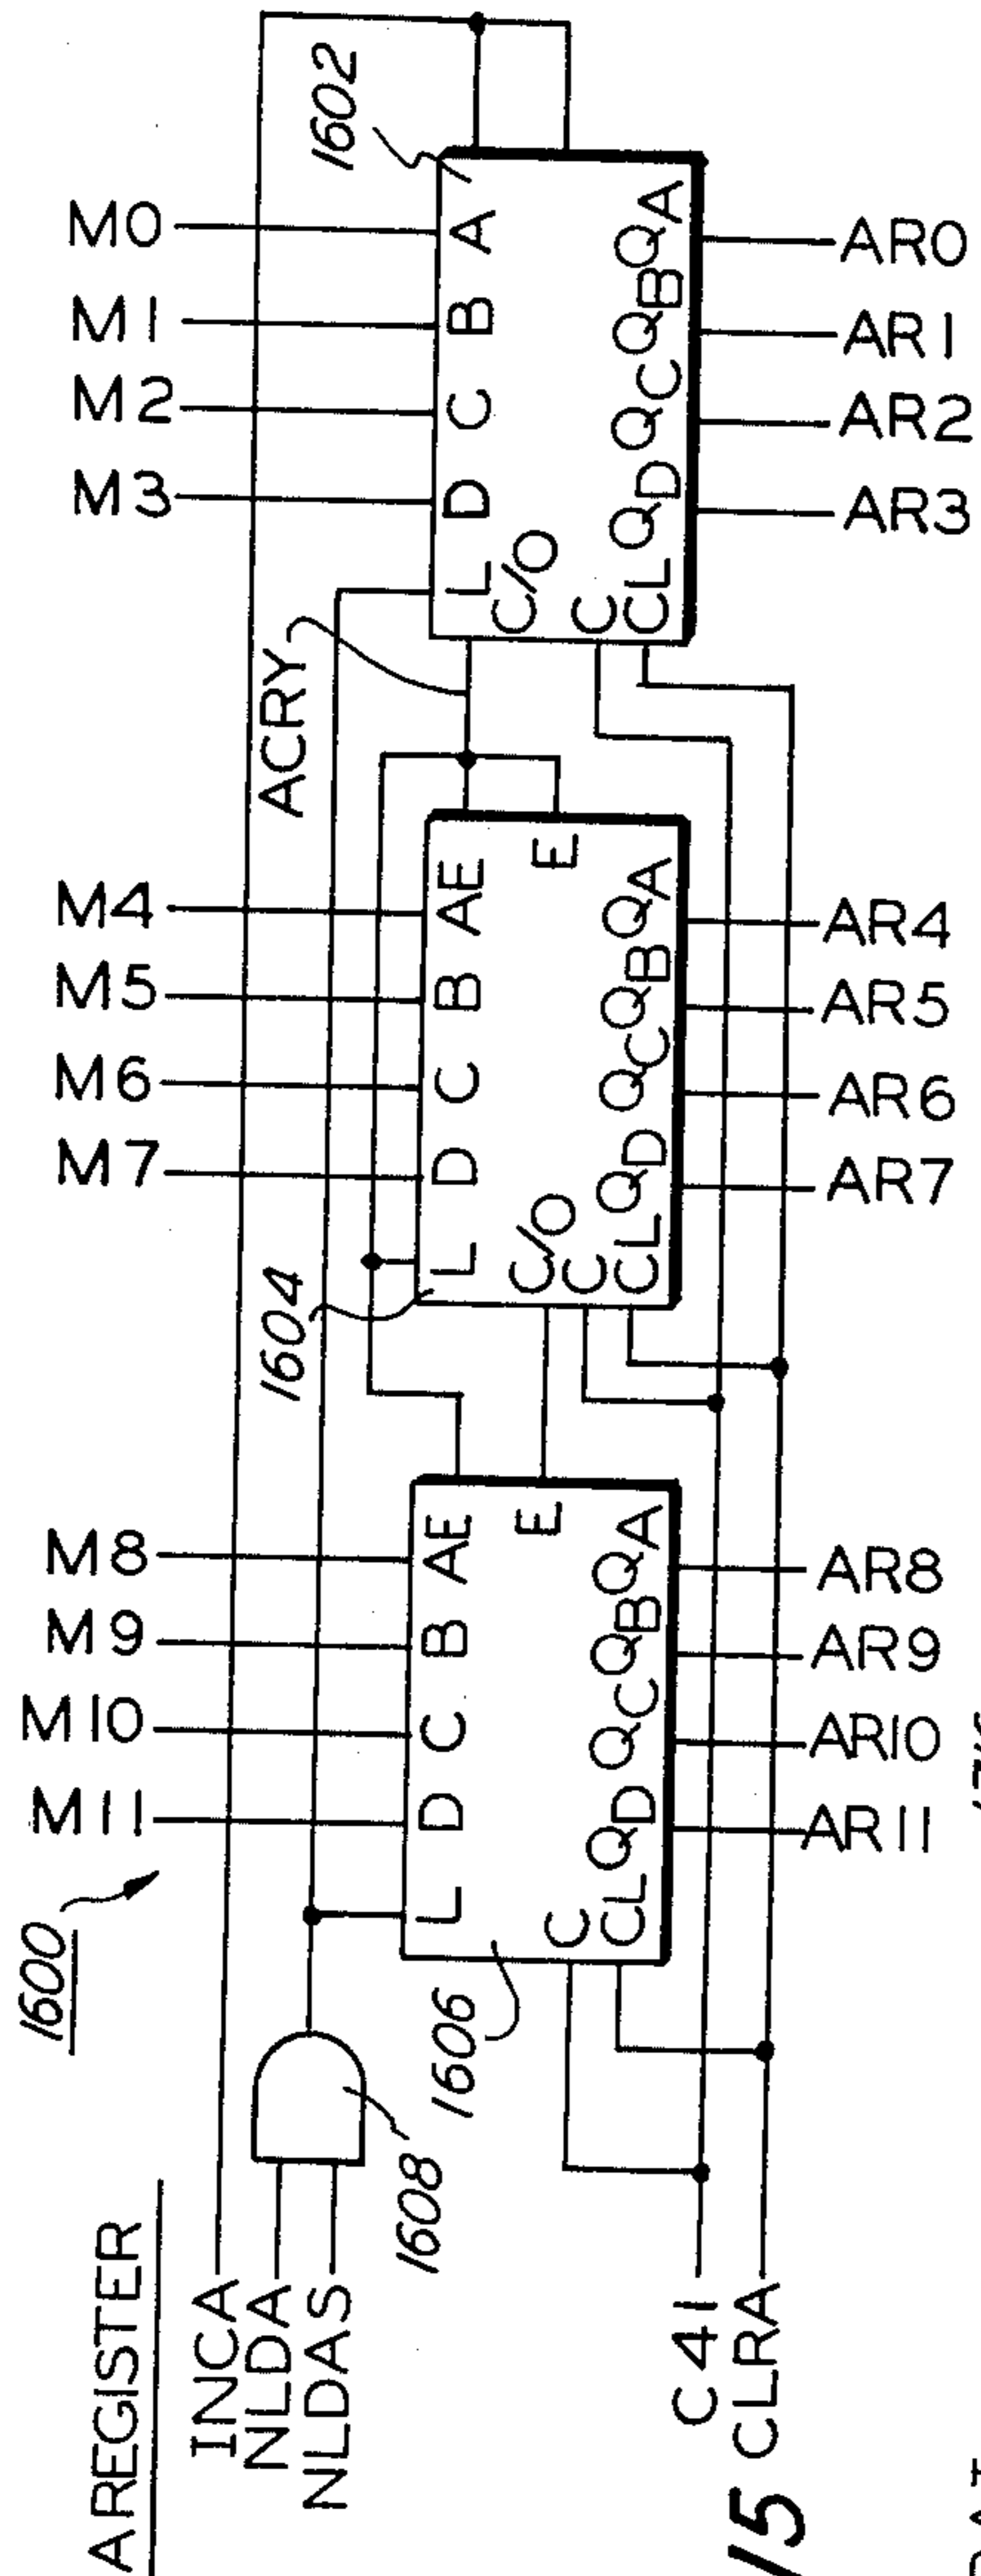 A REGISTER
1600
INCA
NLDA
NLDAS
1608
M11 M10 M9 M8 M7 M6 M5 M4 M3 M2 M1 M0
1604
ACRY
1602
L D C B AE
E
C
CL QD QC QB QA
1606
L D C B AE
C/O E
C
CL QD QC QB QA
L D C B A
C/O
C
CL QD QC QB QA
C41
CLRA
AR11 AR10 AR9 AR8 AR7 AR6 AR5 AR4 AR3 AR2 AR1 AR0
15